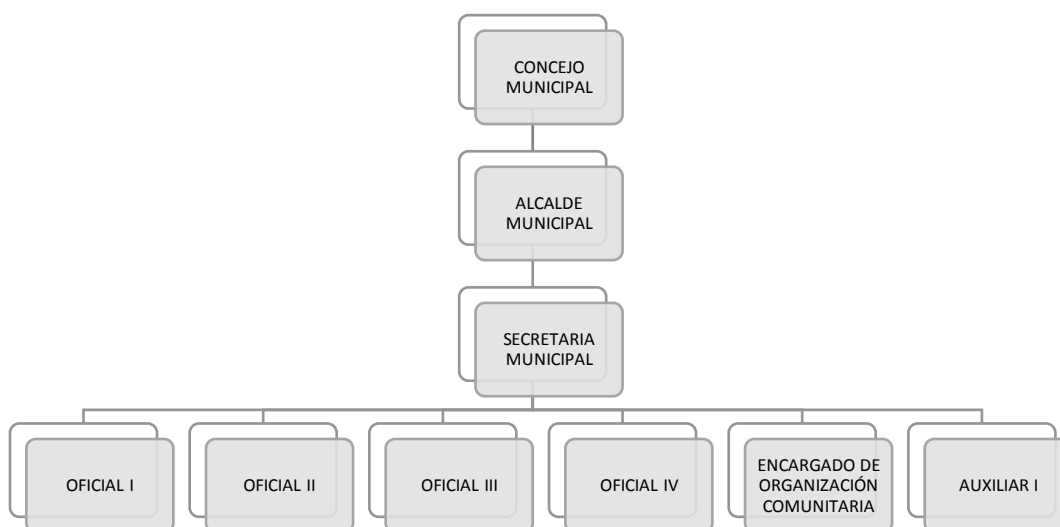 CONCEJO
MUNICIPAL
ALCALDE
MUNICIPAL
SECRETARIA
MUNICIPAL
OFICIAL I
OFICIAL II
OFICIAL III
OFICIAL IV
ENCARGADO DE
ORGANIZACIÓN
COMUNITARIA
AUXILIAR I